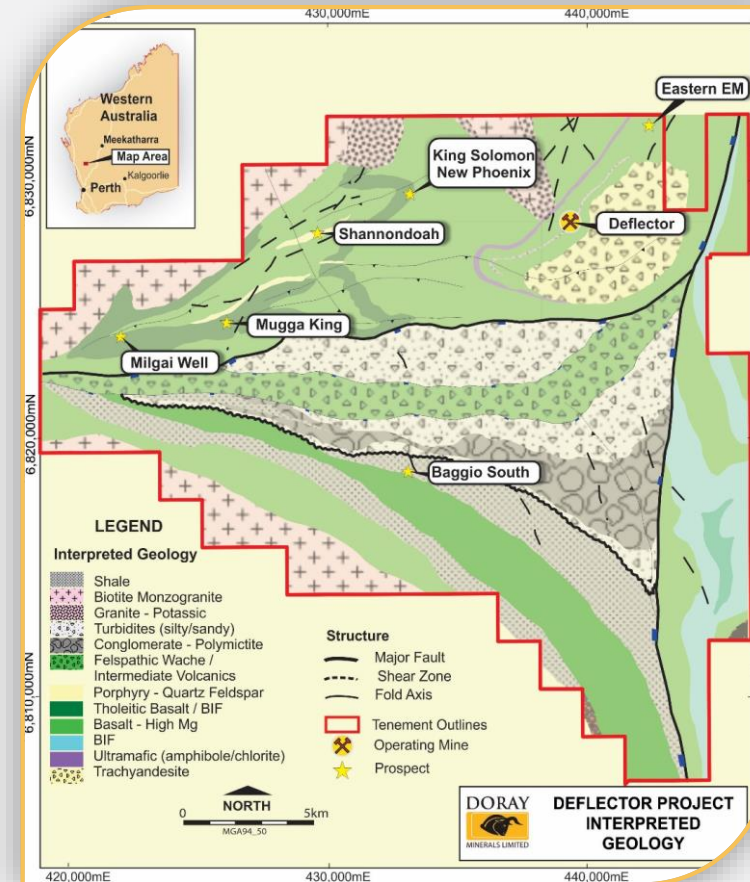 430,000mE
440,000mE
Western
Australia
Meekatharra
Map Area
Kalgoorlie
Perth
6,830,000mN
6,820,000mN
6,810,000mN
Eastern EM
King Solomon
New Phoenix
Deflector
Shannondoah
Mugga King
Milgai Well
Baggio South
LEGEND
Interpreted Geology
Shale
Biotite Monzogranite
Granite - Potassic
Turbidites (silty/sandy)
Conglomerate - Polymictite
Felspathic Wache /
Intermediate Volcanics
Porphyry - Quartz Feldspar
Tholeitic Basalt / BIF
Basalt - High Mg
BIF
Ultramafic (amphibole/chlorite)
Trachyandesite
Structure
Major Fault
Shear Zone
Fold Axis
Tenement Outlines
Operating Mine
Prospect
NORTH
0 5km
MGA94_50
DORAY
MINERALS LIMITED
DEFLECTOR PROJECT
INTERPRETED
GEOLOGY
420,000mE
430,000mE
440,000mE